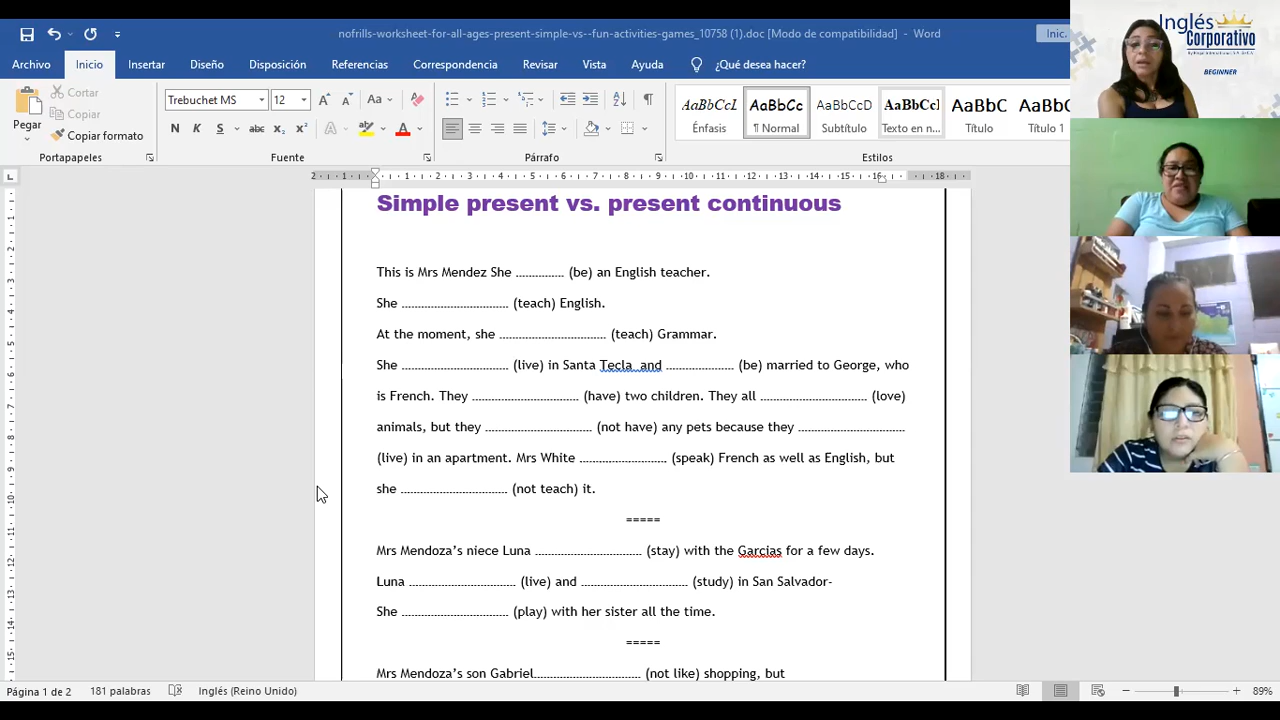 nofrills-worksheet-for-all-ages-present-simple-vs--fun-activities-games_10758 (1).doc [Modo de compatibilidad] - Word
Inic.
Archivo Inicio Insertar Diseño Disposición Referencias Correspondencia Revisar Vista Ayuda ¿Qué desea hacer?
Pegar
Cortar
Copiar
Copiar formato
Portapapeles
Trebuchet MS 12
Fuente
Párrafo
AaBbCcL Énfasis
AaBbCc ¶ Normal
AaBbCcD Subtítulo
AaBbCcl Texto en n...
AaBbC Título
AaBbC Título 1
Estilos
Inglés
Corporativo
BEGINNER
Simple present vs. present continuous
This is Mrs Mendez She ............... (be) an English teacher.
She ................................. (teach) English.
At the moment, she ................................. (teach) Grammar.
She ................................. (live) in Santa Tecla and ..................... (be) married to George, who
is French. They ................................. (have) two children. They all ................................. (love)
animals, but they ................................. (not have) any pets because they .................................
(live) in an apartment. Mrs White ........................... (speak) French as well as English, but
she ................................. (not teach) it.
=====
Mrs Mendoza’s niece Luna ................................. (stay) with the Garcias for a few days.
Luna ................................. (live) and ................................. (study) in San Salvador-
She ................................. (play) with her sister all the time.
=====
Mrs Mendoza’s son Gabriel................................. (not like) shopping, but
Página 1 de 2 181 palabras Inglés (Reino Unido) 89%